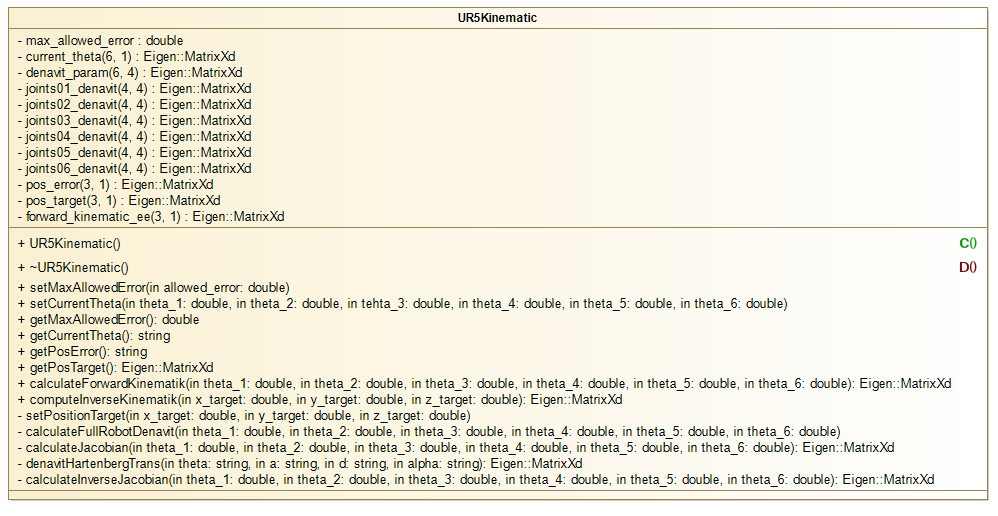 UR5Kinematic
- max_allowed_error : double
- current_theta(6, 1) : Eigen::MatrixXd
- denavit_param(6, 4) : Eigen::MatrixXd
- joints01_denavit(4, 4) : Eigen::MatrixXd
- joints02_denavit(4, 4) : Eigen::MatrixXd
- joints03_denavit(4, 4) : Eigen::MatrixXd
- joints04_denavit(4, 4) : Eigen::MatrixXd
- joints05_denavit(4, 4) : Eigen::MatrixXd
- joints06_denavit(4, 4) : Eigen::MatrixXd
- pos_error(3, 1) : Eigen::MatrixXd
- pos_target(3, 1) : Eigen::MatrixXd
- forward_kinematic_ee(3, 1) : Eigen::MatrixXd
+ UR5Kinematic() C()
+ ~UR5Kinematic() D()
+ setMaxAllowedError(in allowed_error: double)
+ setCurrentTheta(in theta_1: double, in theta_2: double, in tehta_3: double, in theta_4: double, in theta_5: double, in theta_6: double)
+ getMaxAllowedError(): double
+ getCurrentTheta(): string
+ getPosError(): string
+ getPosTarget(): Eigen::MatrixXd
+ calculateForwardKinematik(in theta_1: double, in theta_2: double, in theta_3: double, in theta_4: double, in theta_5: double, in theta_6: double): Eigen::MatrixXd
+ computeInverseKinematik(in x_target: double, in y_target: double, in z_target: double): Eigen::MatrixXd
- setPositionTarget(in x_target: double, in y_target: double, in z_target: double)
- calculateFullRobotDenavit(in theta_1: double, in theta_2: double, in theta_3: double, in theta_4: double, in theta_5: double, in theta_6: double)
- calculateJacobian(in theta_1: double, in theta_2: double, in theta_3: double, in theta_4: double, in theta_5: double, in theta_6: double): Eigen::MatrixXd
- denavitHartenbergTrans(in theta: string, in a: string, in d: string, in alpha: string): Eigen::MatrixXd
- calculateInverseJacobian(in theta_1: double, in theta_2: double, in theta_3: double, in theta_4: double, in theta_5: double, in theta_6: double): Eigen::MatrixXd